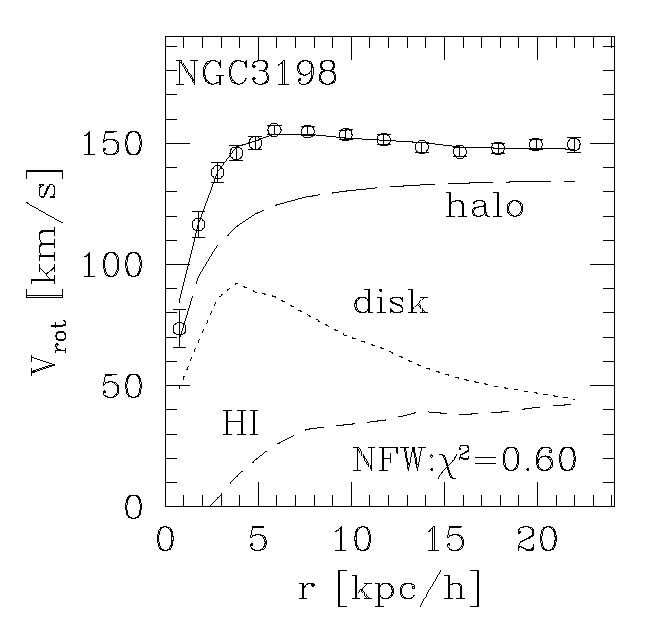 NGC3198
150
halo
100
disk
50
HI
NFW:χ²=0.60
0
0 5 10 15 20
r [kpc/h]
V_rot [km/s]